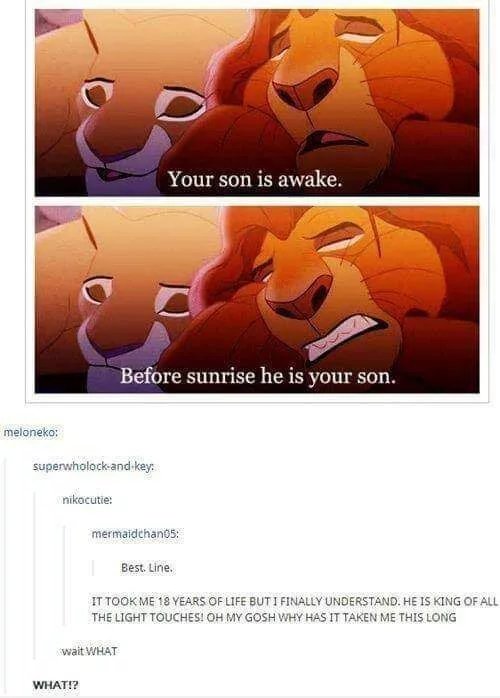 Your son is awake.
Before sunrise he is your son.
meloneko:
superwholock-and-key:
nikocutie:
mermaidchan05:
Best. Line.
IT TOOK ME 18 YEARS OF LIFE BUT I FINALLY UNDERSTAND. HE IS KING OF ALL
THE LIGHT TOUCHES! OH MY GOSH WHY HAS IT TAKEN ME THIS LONG
wait WHAT
WHAT!?